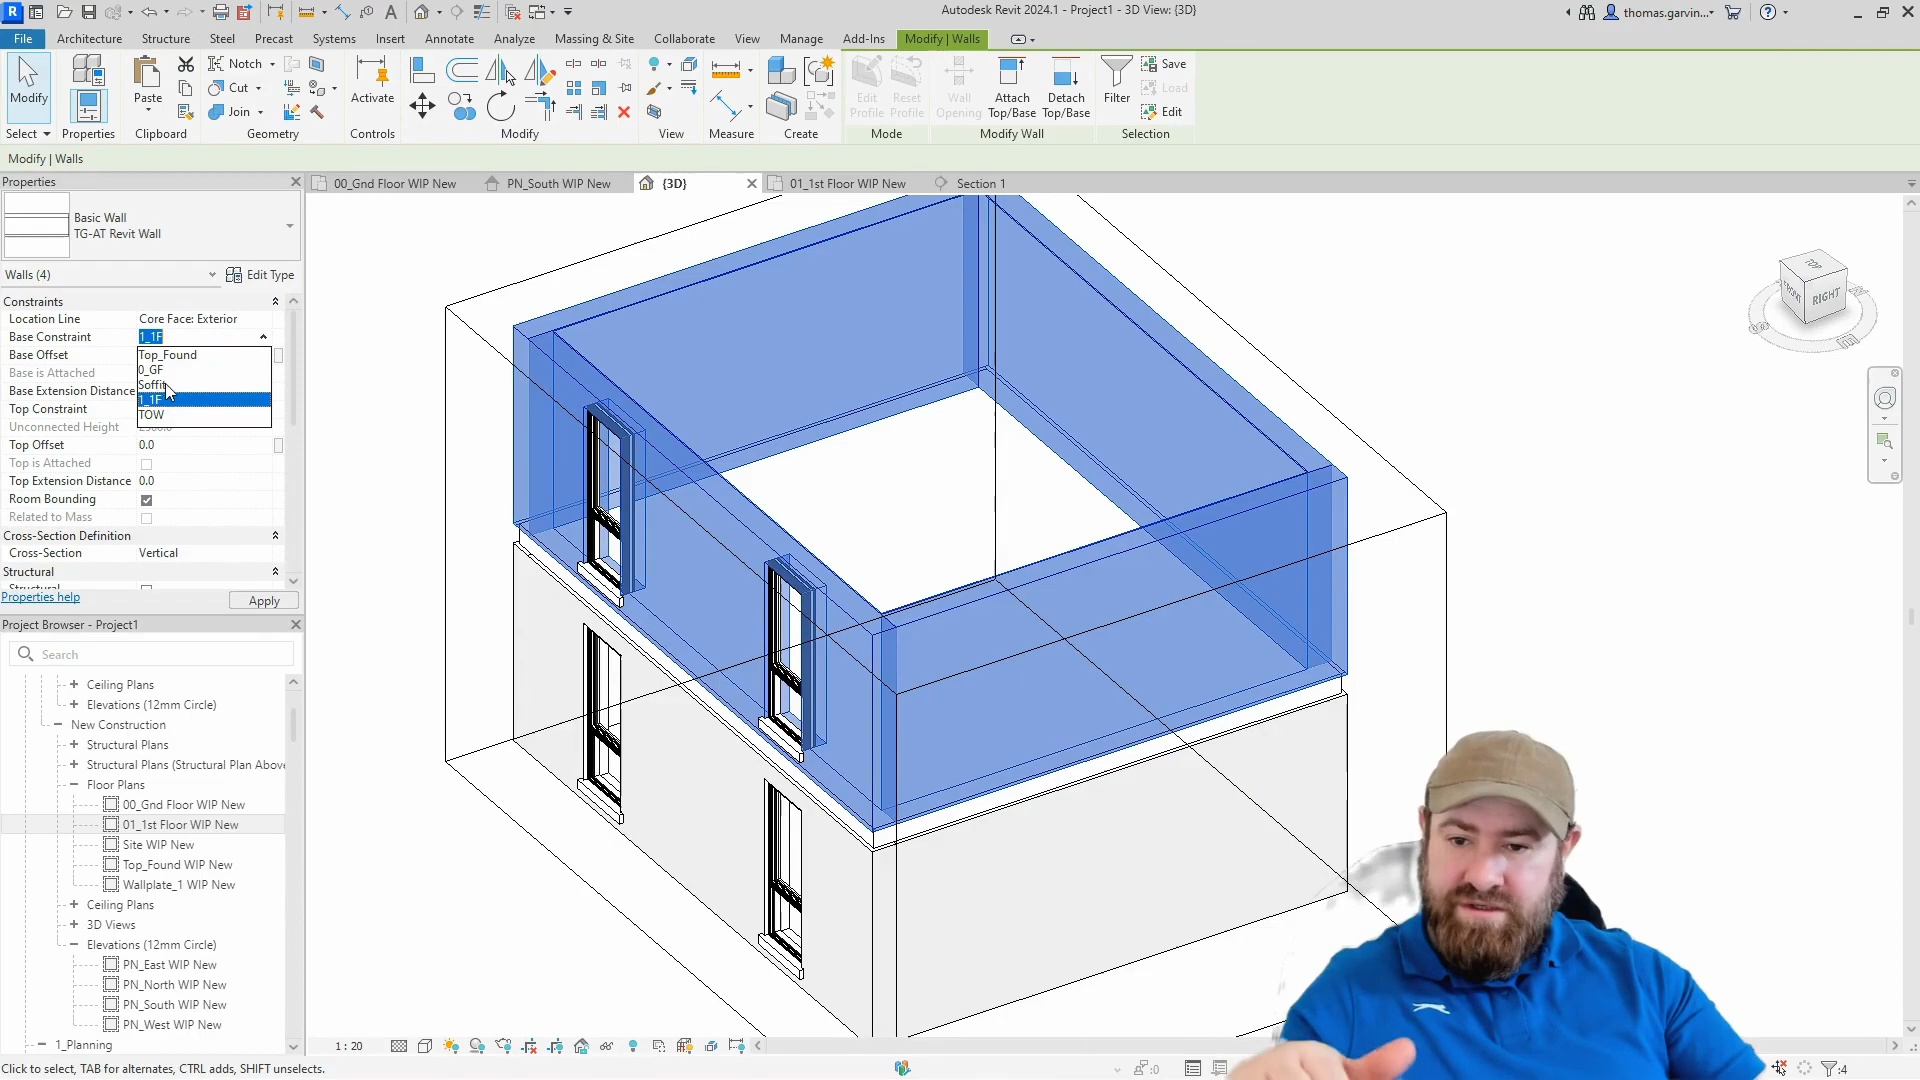 Autodesk Revit 2024.1 - Project1 - 3D View: {3D}
thomas.garvin...
File Architecture Structure Steel Precast Systems Insert Annotate Analyze Massing & Site Collaborate View Manage Add-Ins Modify | Walls
Modify
Select
Properties
Paste
Clipboard
Notch
Cut
Join
Geometry
Activate
Controls
Modify
View
Measure
Create
Edit Profile
Reset Profile
Mode
Wall Opening
Attach Top/Base
Detach Top/Base
Modify Wall
Filter
Save
Load
Edit
Selection
Modify | Walls
Properties
Basic Wall
TG-AT Revit Wall
Walls (4)
Edit Type
Constraints
Location Line Core Face: Exterior
Base Constraint 1_1F
Base Offset
Top_Found
0_GF
Base is Attached
Soffit
Base Extension Distance
1_1F
Top Constraint
TOW
Unconnected Height
Top Offset 0.0
Top is Attached
Top Extension Distance 0.0
Room Bounding
Related to Mass
Cross-Section Definition
Cross-Section Vertical
Structural
Structural
Properties help
Apply
00_Gnd Floor WIP New
PN_South WIP New
{3D}
01_1st Floor WIP New
Section 1
TOP
FRONT
RIGHT
Project Browser - Project1
Search
Ceiling Plans
Elevations (12mm Circle)
New Construction
Structural Plans
Structural Plans (Structural Plan Above
Floor Plans
00_Gnd Floor WIP New
01_1st Floor WIP New
Site WIP New
Top_Found WIP New
Wallplate_1 WIP New
Ceiling Plans
3D Views
Elevations (12mm Circle)
PN_East WIP New
PN_North WIP New
PN_South WIP New
PN_West WIP New
1_Planning
1 : 20
Click to select, TAB for alternates, CTRL adds, SHIFT unselects.
:0
:4